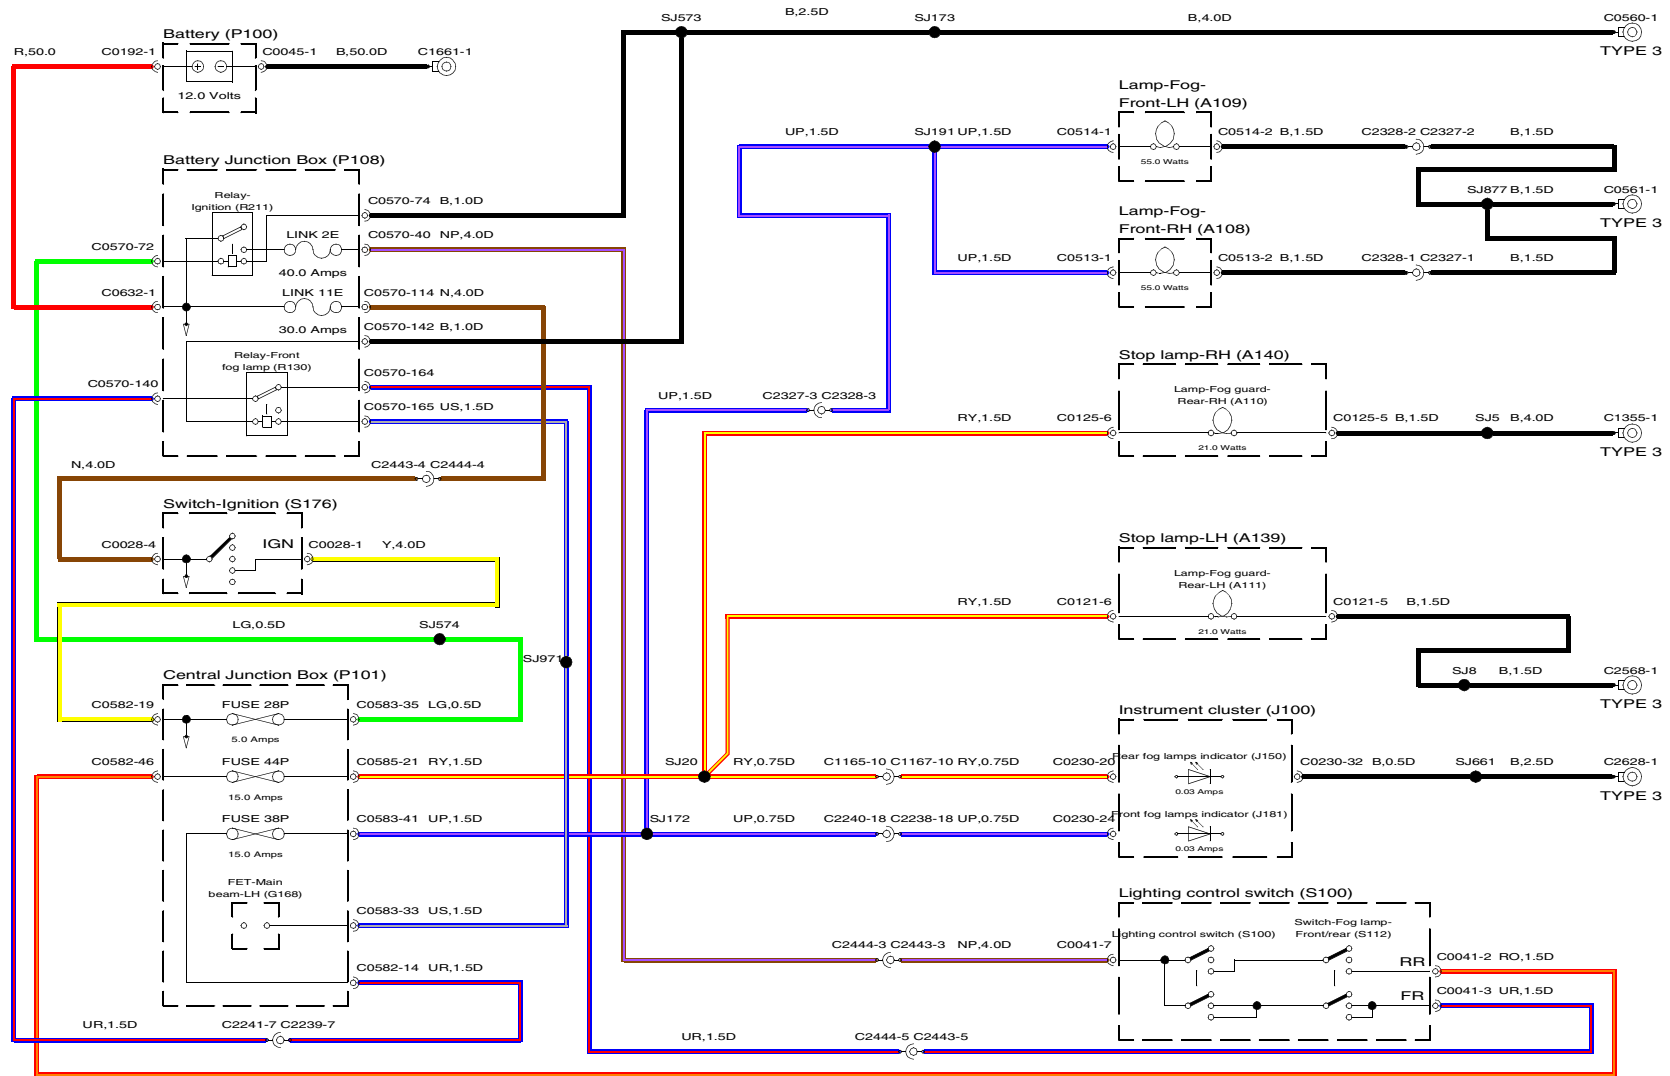 SJ573
B,2.5D
SJ173
B,4.0D
C0560-1
TYPE 3
Battery (P100)
R,50.0
C0192-1
C0045-1
B,50.0D
C1661-1
12.0 Volts
Lamp-Fog-
Front-LH (A109)
UP,1.5D
SJ191
UP,1.5D
C0514-1
55.0 Watts
C0514-2
B,1.5D
C2328-2
C2327-2
B,1.5D
SJ877
B,1.5D
C0561-1
TYPE 3
Battery Junction Box (P108)
Relay-
Ignition (R211)
C0570-74
B,1.0D
LINK 2E
C0570-40
NP,4.0D
C0570-72
40.0 Amps
C0632-1
LINK 11E
C0570-114
N,4.0D
30.0 Amps
C0570-142
B,1.0D
Relay-Front
fog lamp (R130)
C0570-164
C0570-140
C0570-165
US,1.5D
Lamp-Fog-
Front-RH (A108)
UP,1.5D
C0513-1
55.0 Watts
C0513-2
B,1.5D
C2328-1
C2327-1
B,1.5D
Stop lamp-RH (A140)
UP,1.5D
C2327-3
C2328-3
Lamp-Fog guard-
Rear-RH (A110)
RY,1.5D
C0125-6
21.0 Watts
C0125-5
B,1.5D
SJ5
B,4.0D
C1355-1
TYPE 3
N,4.0D
C2443-4
C2444-4
Switch-Ignition (S176)
C0028-4
IGN
C0028-1
Y,4.0D
Stop lamp-LH (A139)
Lamp-Fog guard-
Rear-LH (A111)
RY,1.5D
C0121-6
21.0 Watts
C0121-5
B,1.5D
SJ8
B,1.5D
C2568-1
TYPE 3
LG,0.5D
SJ574
SJ971
Central Junction Box (P101)
C0582-19
FUSE 28P
5.0 Amps
C0583-35
LG,0.5D
C0582-46
FUSE 44P
15.0 Amps
C0585-21
RY,1.5D
FUSE 38P
15.0 Amps
C0583-41
UP,1.5D
FET-Main
beam-LH (G168)
C0583-33
US,1.5D
C0582-14
UR,1.5D
UR,1.5D
C2241-7
C2239-7
Instrument cluster (J100)
SJ20
RY,0.75D
C1165-10
C1167-10
RY,0.75D
C0230-20
Rear fog lamps indicator (J150)
0.03 Amps
C0230-32
B,0.5D
SJ661
B,2.5D
C2628-1
TYPE 3
SJ172
UP,0.75D
C2240-18
C2238-18
UP,0.75D
C0230-24
Front fog lamps indicator (J181)
0.03 Amps
Lighting control switch (S100)
C2444-3
C2443-3
NP,4.0D
C0041-7
Lighting control switch (S100)
Switch-Fog lamp-
Front/rear (S112)
RR
C0041-2
RO,1.5D
FR
C0041-3
UR,1.5D
UR,1.5D
C2444-5
C2443-5